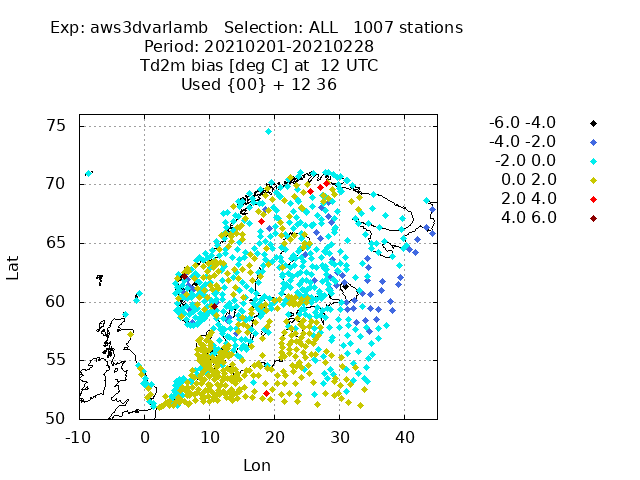 Exp: aws3dvarlamb   Selection: ALL   1007 stations
Period: 20210201-20210228
Td2m bias [deg C] at  12 UTC
Used {00} + 12 36
-6.0 -4.0
-4.0 -2.0
-2.0 0.0
0.0 2.0
2.0 4.0
4.0 6.0
75
70
65
60
55
50
Lat
-10 0 10 20 30 40
Lon